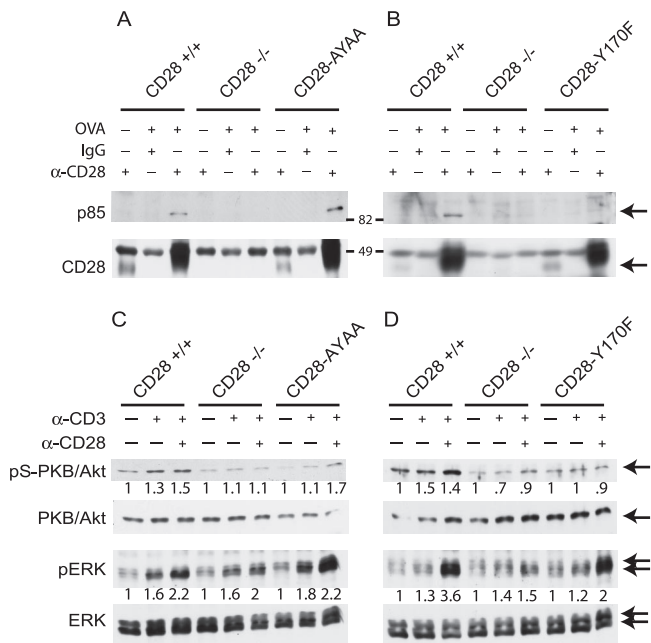 A B
CD28 +/+ CD28 -/- CD28-AYAA CD28 +/+ CD28 -/- CD28-Y170F
OVA – + + – + + – + + – + + – + + – + +
IgG – + – – + – – + – – + – – + – – + –
α-CD28 + – + + – + + – + + – + + – + + – +
p85
82
49
CD28
C D
CD28 +/+ CD28 -/- CD28-AYAA CD28 +/+ CD28 -/- CD28-Y170F
α-CD3 – + + – + + – + + – + + – + + – + +
α-CD28 – – + – – + – – + – – + – – + – – +
pS-PKB/Akt
1 1.3 1.5 1 1.1 1.1 1 1.1 1.7 1 1.5 1.4 1 .7 .9 1 1 .9
PKB/Akt
pERK
1 1.6 2.2 1 1.6 2 1 1.8 2.2 1 1.3 3.6 1 1.4 1.5 1 1.2 2
ERK